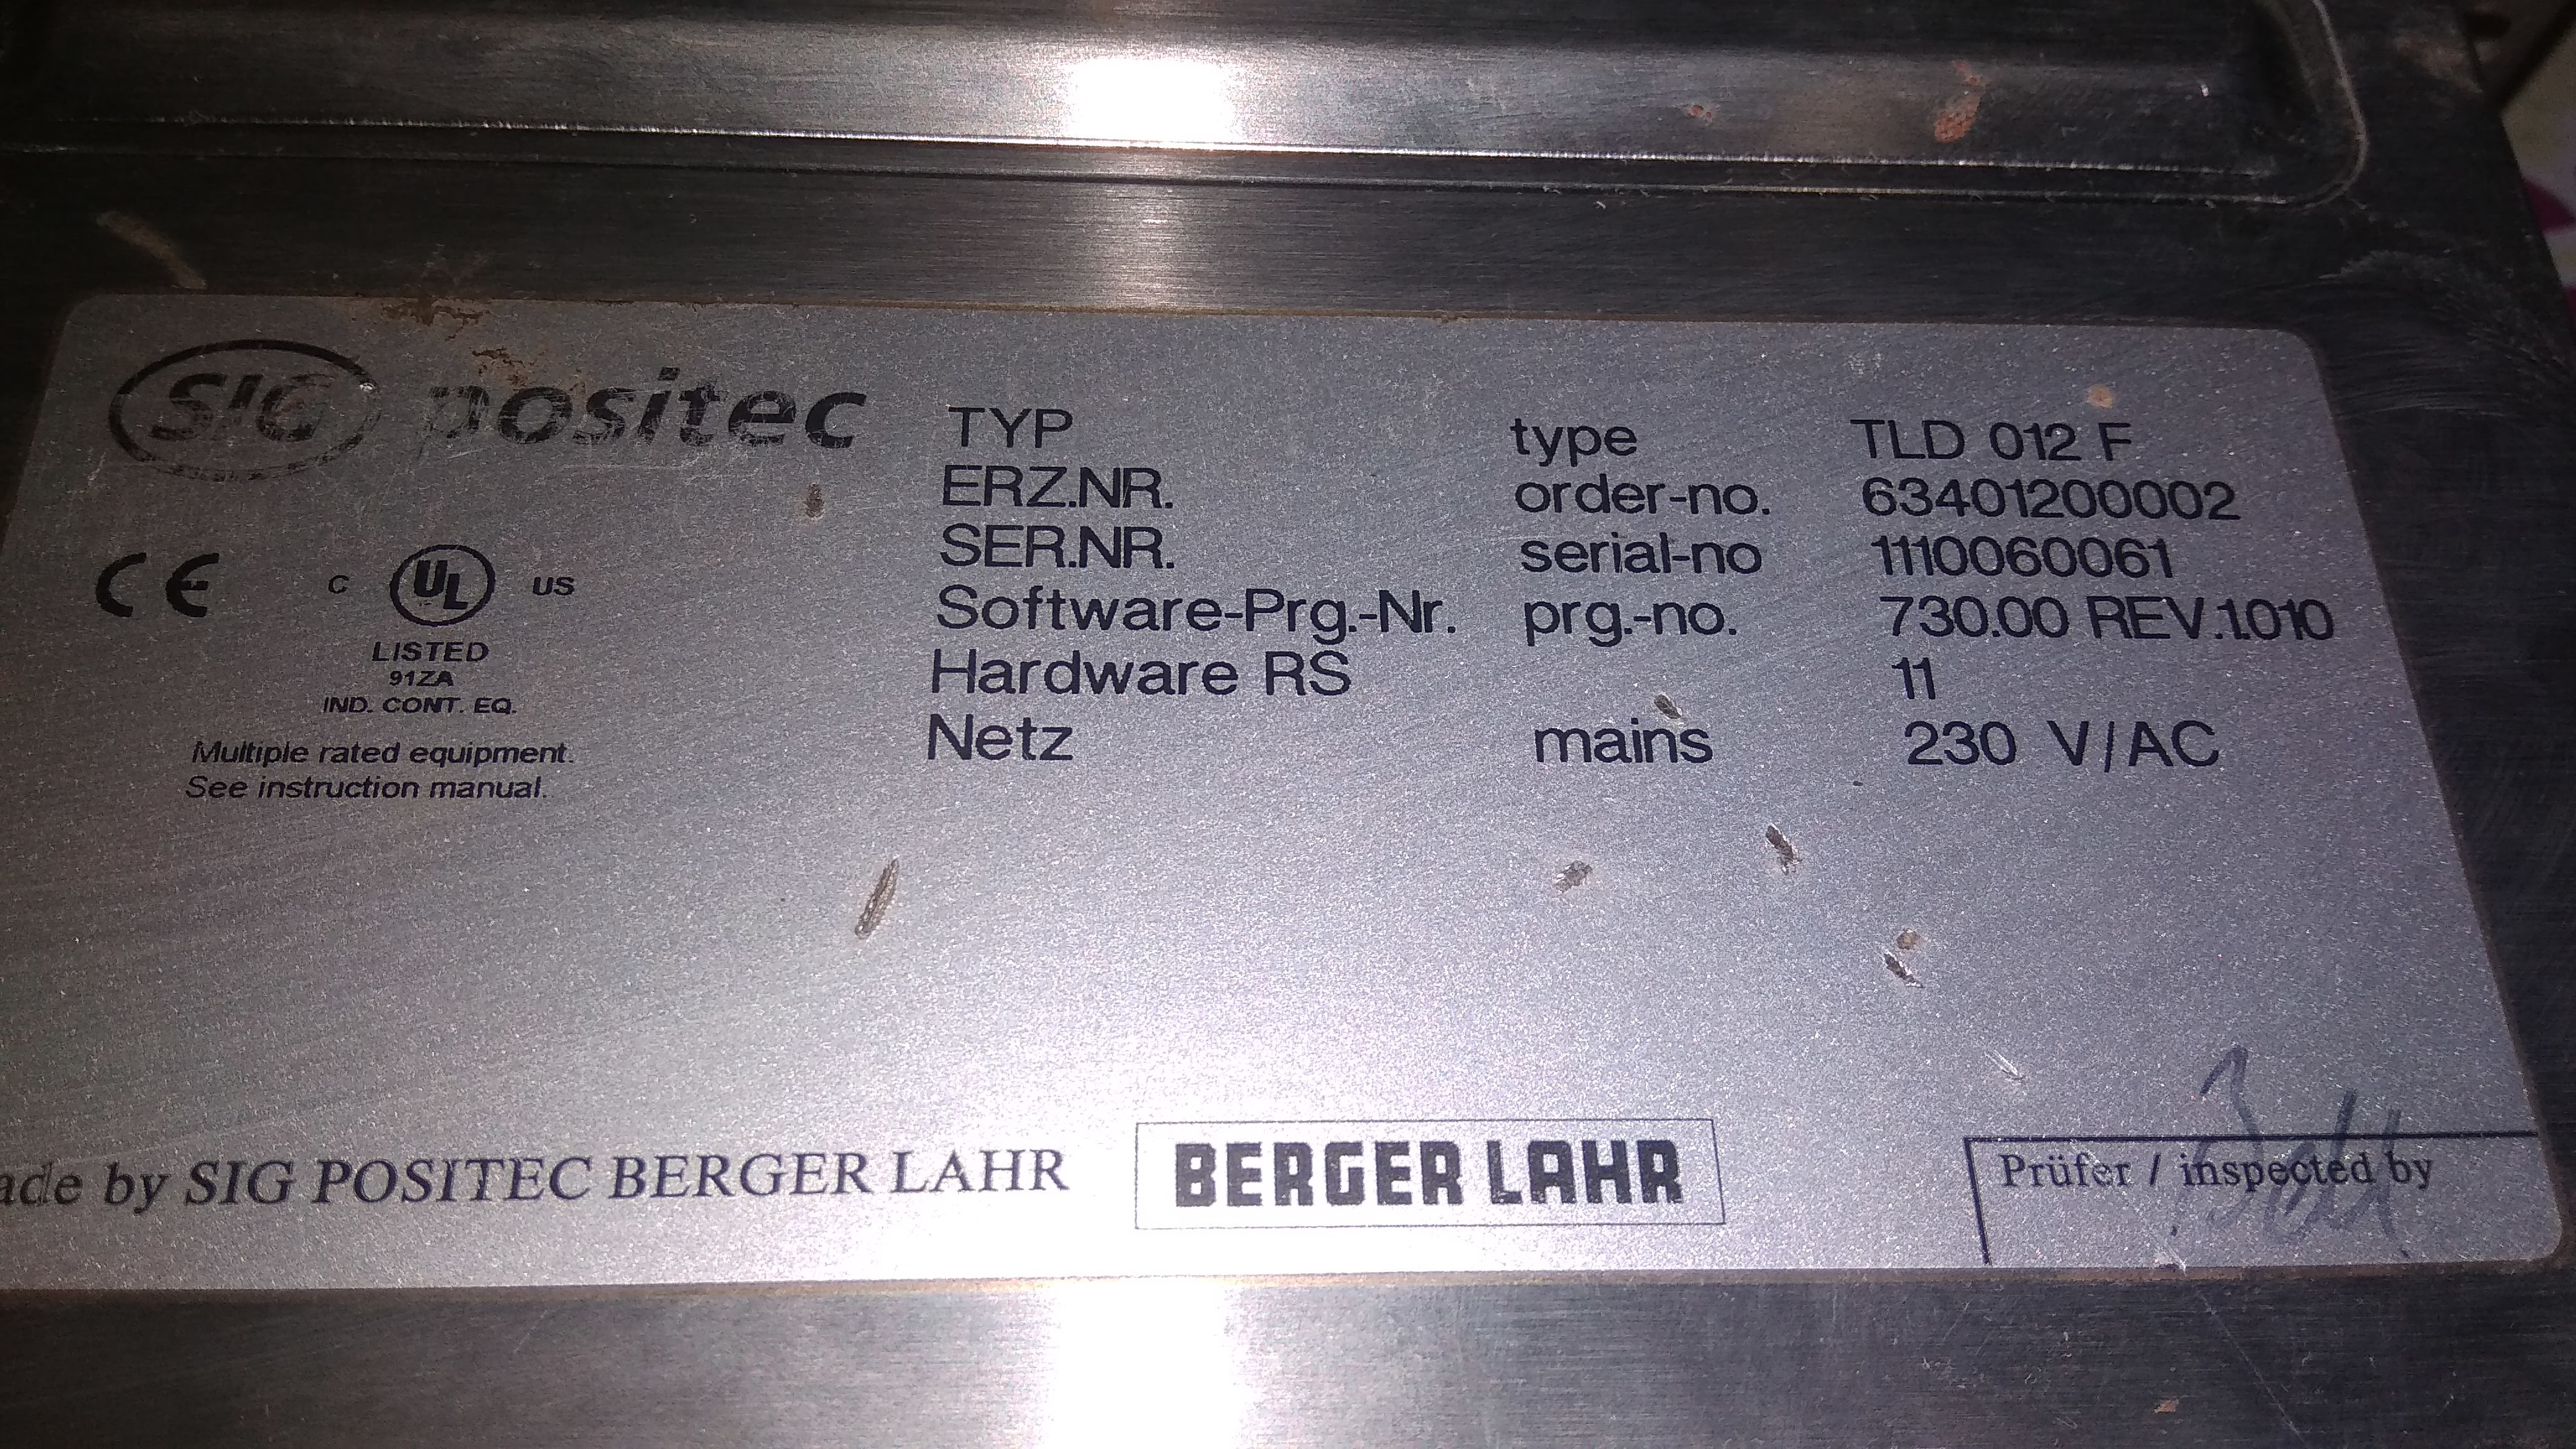 SIG positec
TYP type TLD 012 F
ERZ.NR. order-no. 63401200002
SER.NR. serial-no 1110060061
Software-Prg.-Nr. prg.-no. 730.00 REV.1.010
Hardware RS 11
Netz mains 230 V/AC
CE
C UL US
LISTED
91ZA
IND. CONT. EQ.
Multiple rated equipment.
See instruction manual.
ade by SIG POSITEC BERGER LAHR
BERGER LAHR
Prüfer / inspected by